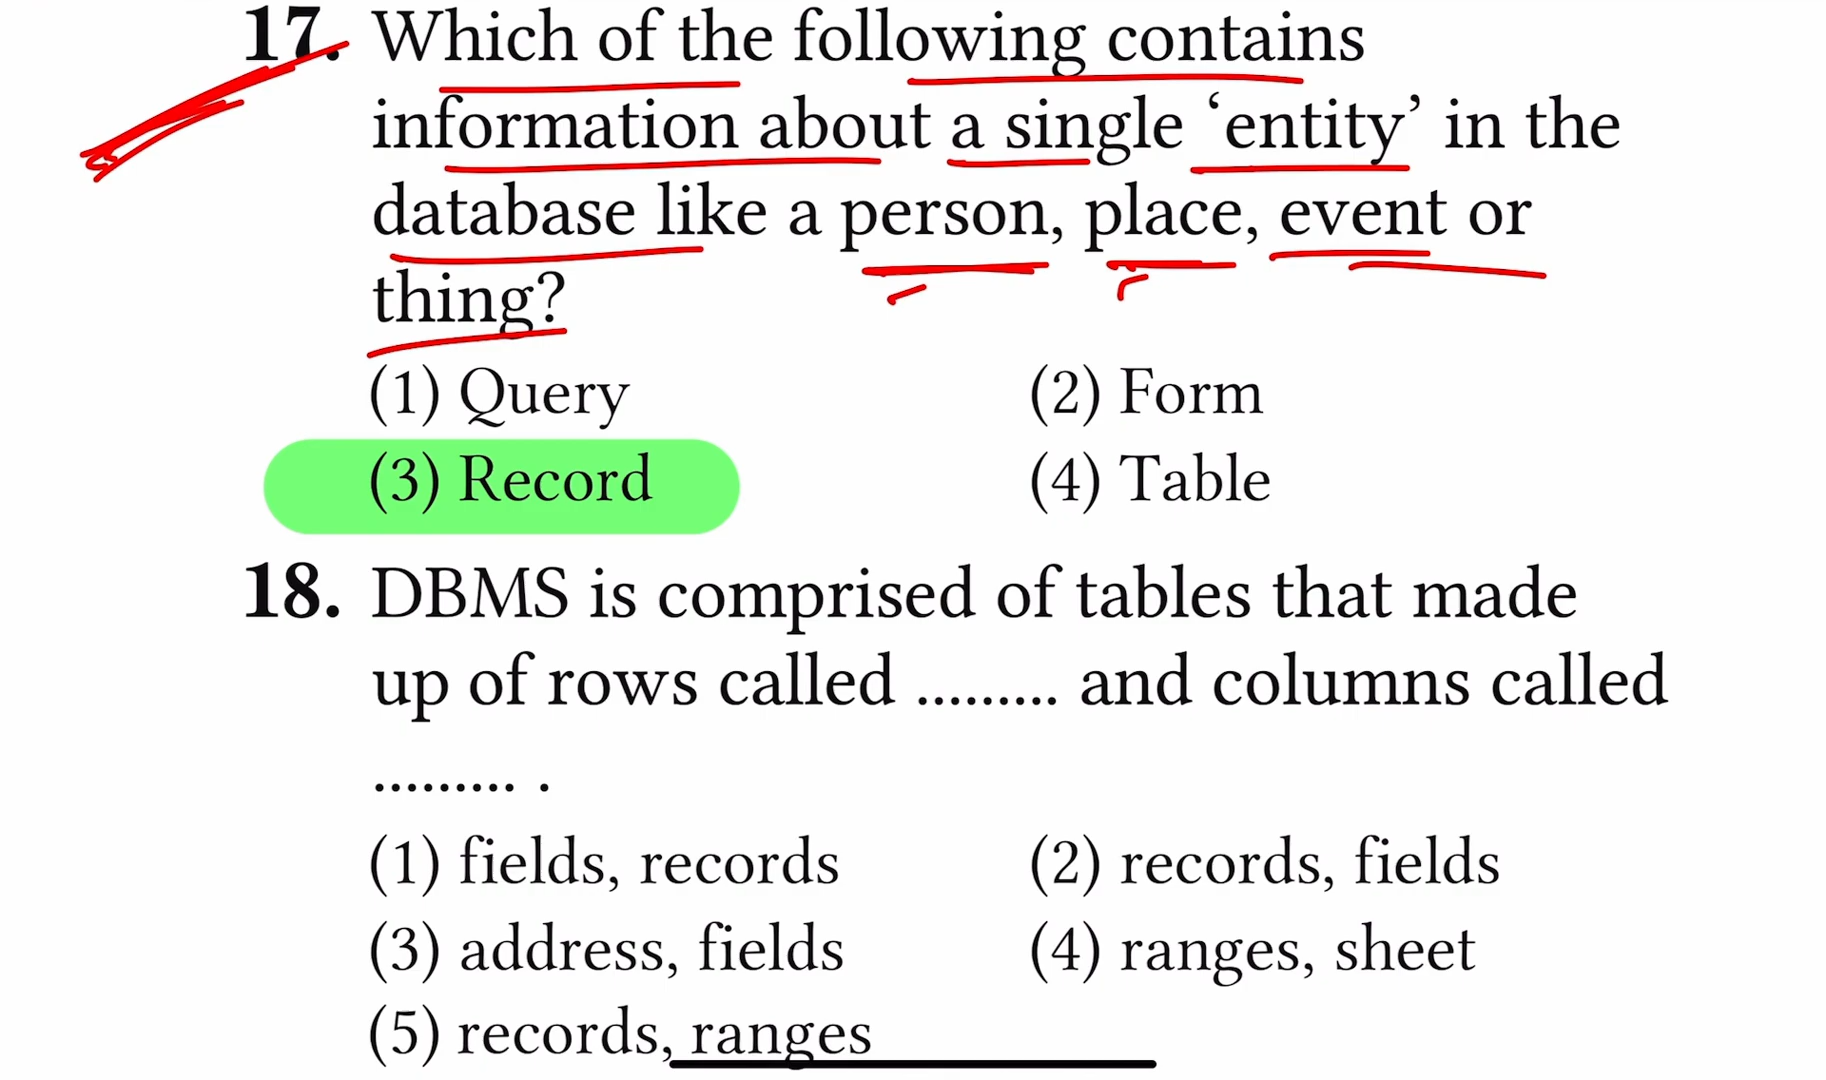 17. Which of the following contains
information about a single ‘entity’ in the
database like a person, place, event or
thing?
(1) Query (2) Form
(3) Record (4) Table
18. DBMS is comprised of tables that made
up of rows called ......... and columns called
......... .
(1) fields, records (2) records, fields
(3) address, fields (4) ranges, sheet
(5) records, ranges